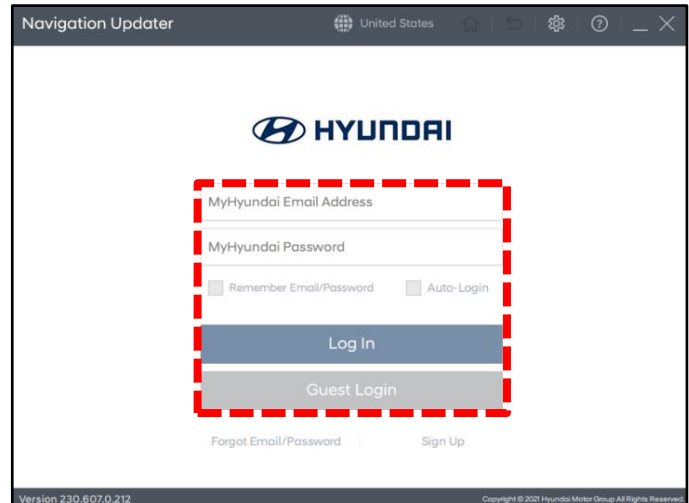 Navigation Updater United States
HYUNDAI
MyHyundai Email Address
MyHyundai Password
Remember Email/Password Auto-Login
Log In
Guest Login
Forgot Email/Password Sign Up
Version 230.607.0.212 Copyright © 2021 Hyundai Motor Group All Rights Reserved.